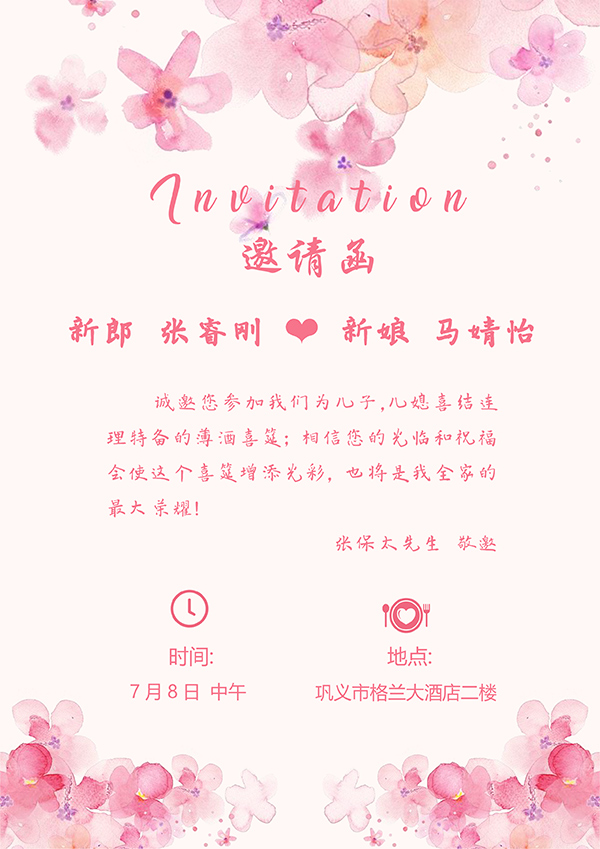 Invitation
邀请函
新郎 张睿刚 ❤ 新娘 马婧怡
诚邀您参加我们为儿子,儿媳喜结连
理特备的薄酒喜筵；相信您的光临和祝福
会使这个喜筵增添光彩，也将是我全家的
最大荣耀!
张保太先生 敬邀
时间:
7月8日 中午
地点:
巩义市格兰大酒店二楼